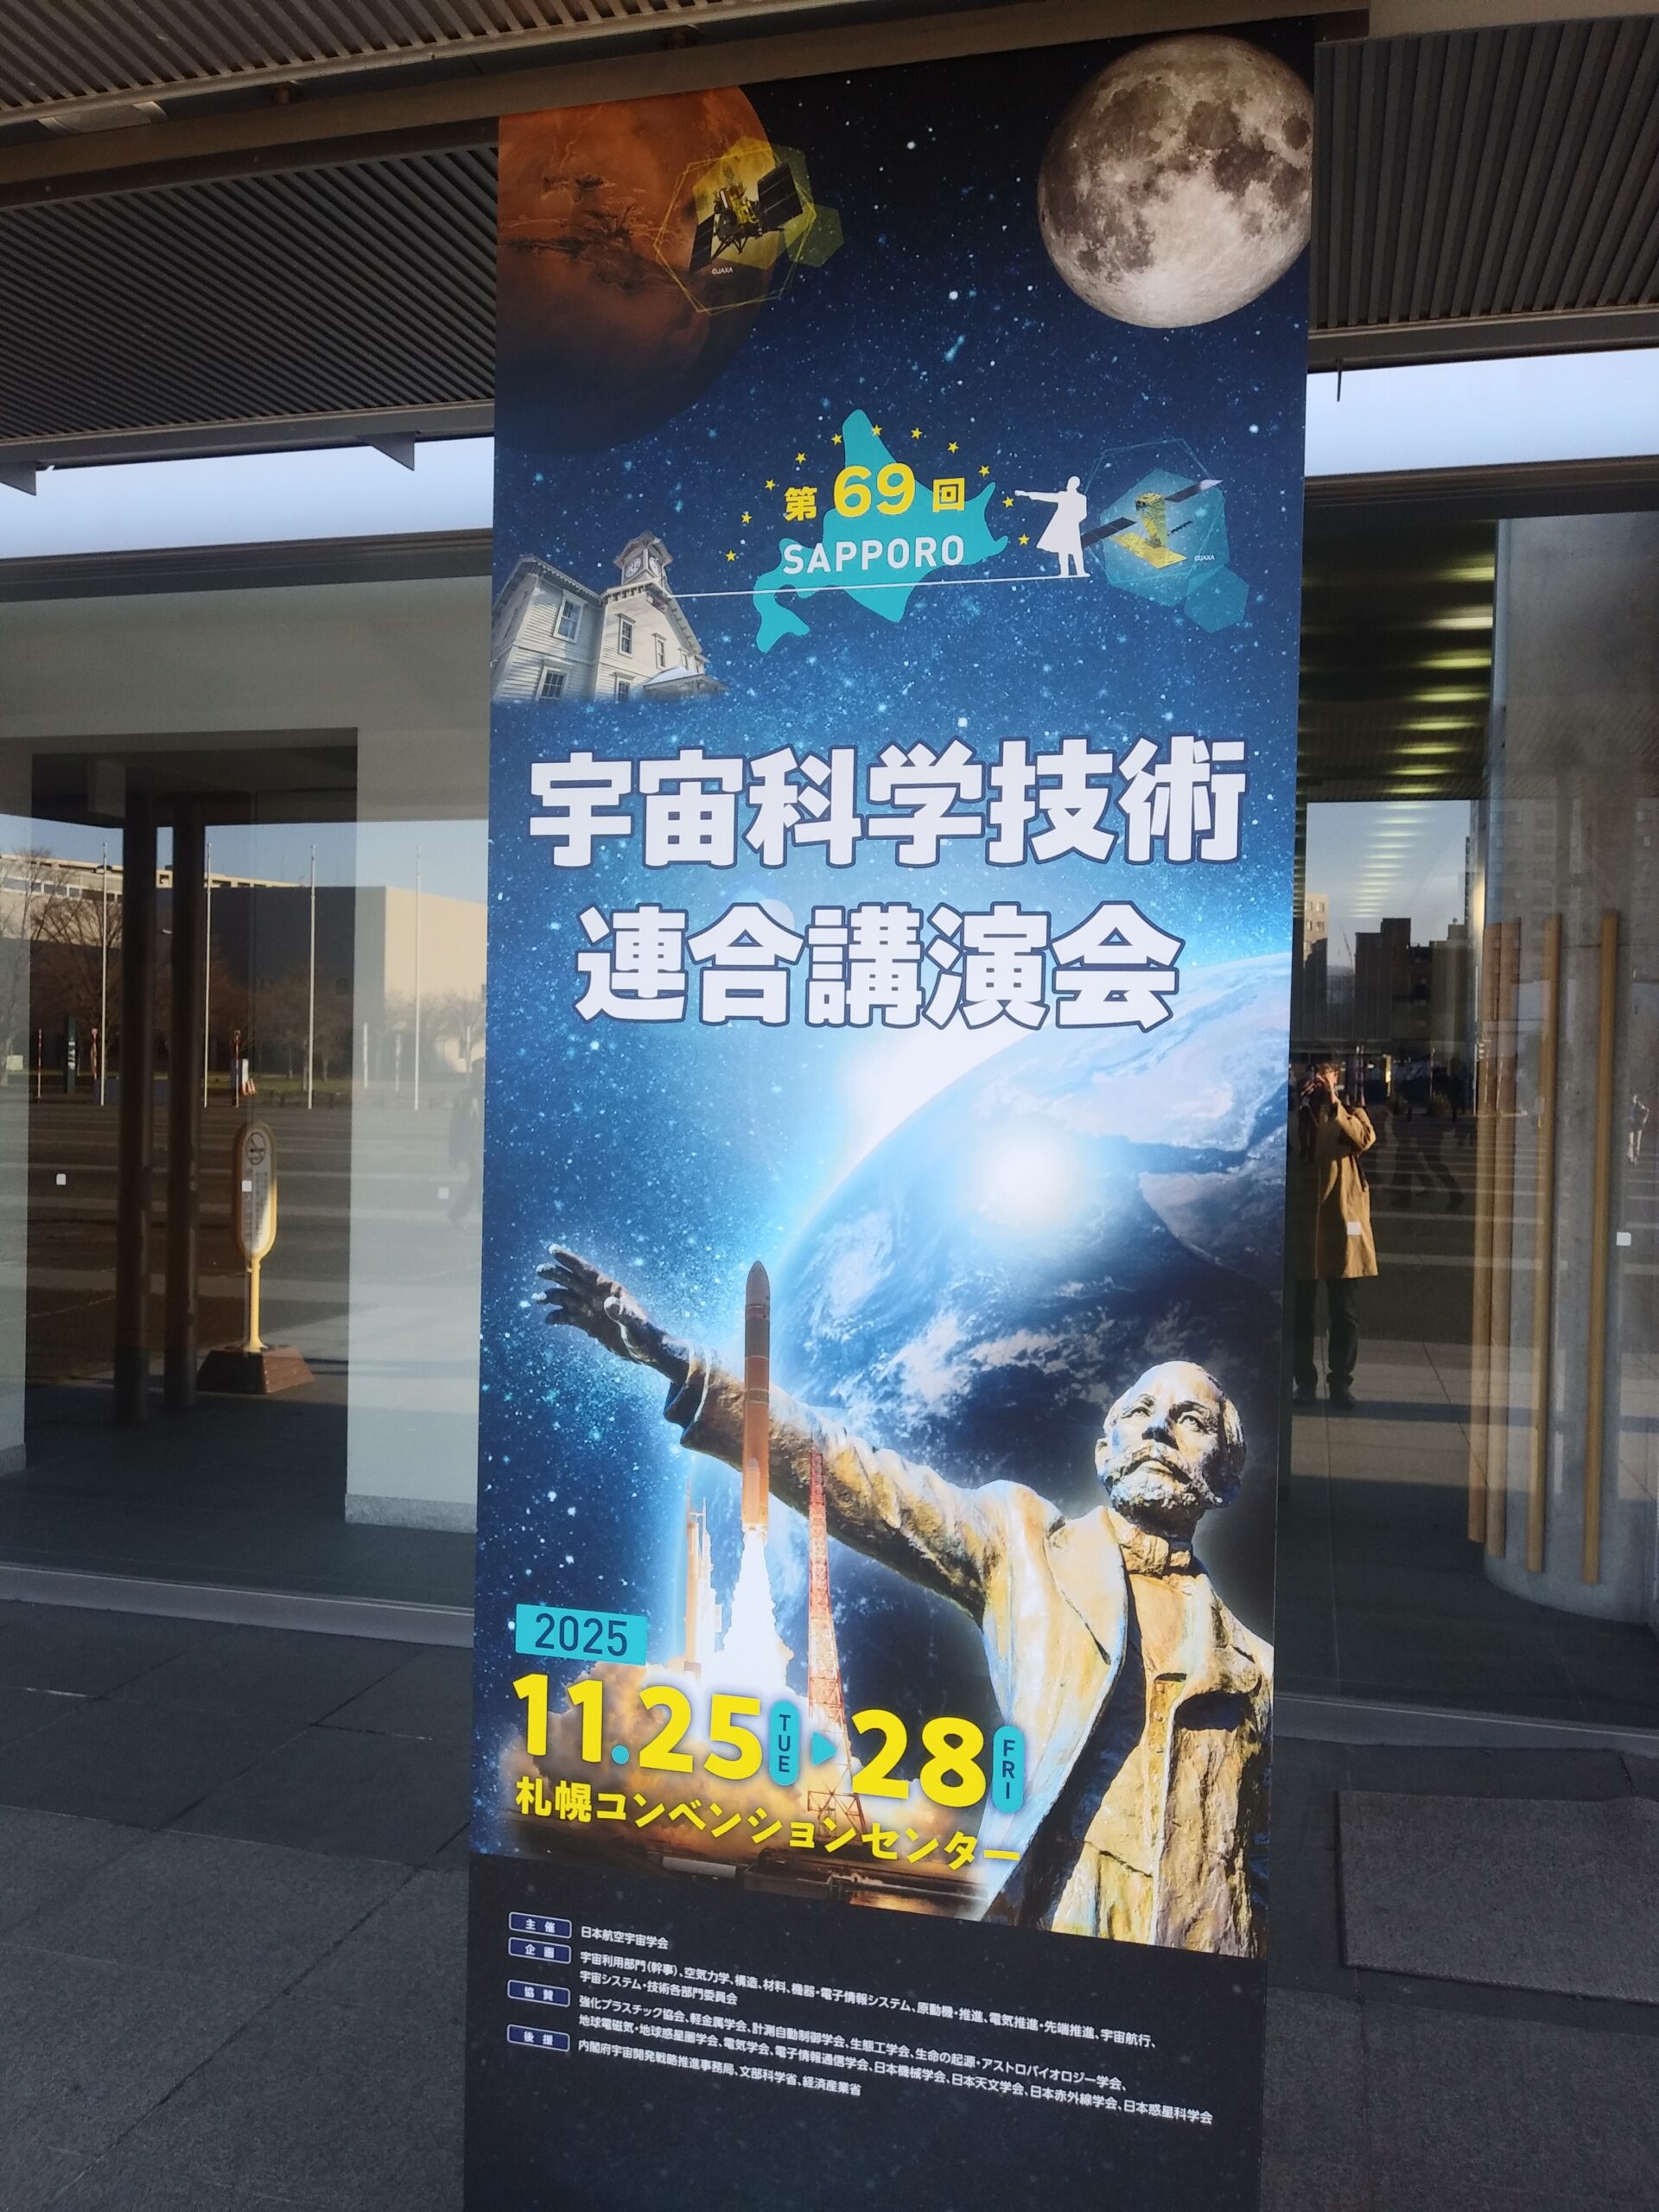 ©JAXA
第69回
SAPPORO
©JAXA
宇宙科学技術
連合講演会
2025
11.25 TUE ▶ 28 FRI
札幌コンベンションセンター
主催 日本航空宇宙学会
企画 宇宙利用部門(幹事)、空気力学、構造、材料、機器・電子情報システム、原動機・推進、電気推進・先端推進、宇宙航行、
宇宙システム・技術各部門委員会
協賛 強化プラスチック協会、軽金属学会、計測自動制御学会、生態工学会、生命の起源・アストロバイオロジー学会、
地球電磁気・地球惑星圏学会、電気学会、電子情報通信学会、日本機械学会、日本天文学会、日本赤外線学会、日本惑星科学会
後援 内閣府宇宙開発戦略推進事務局、文部科学省、経済産業省